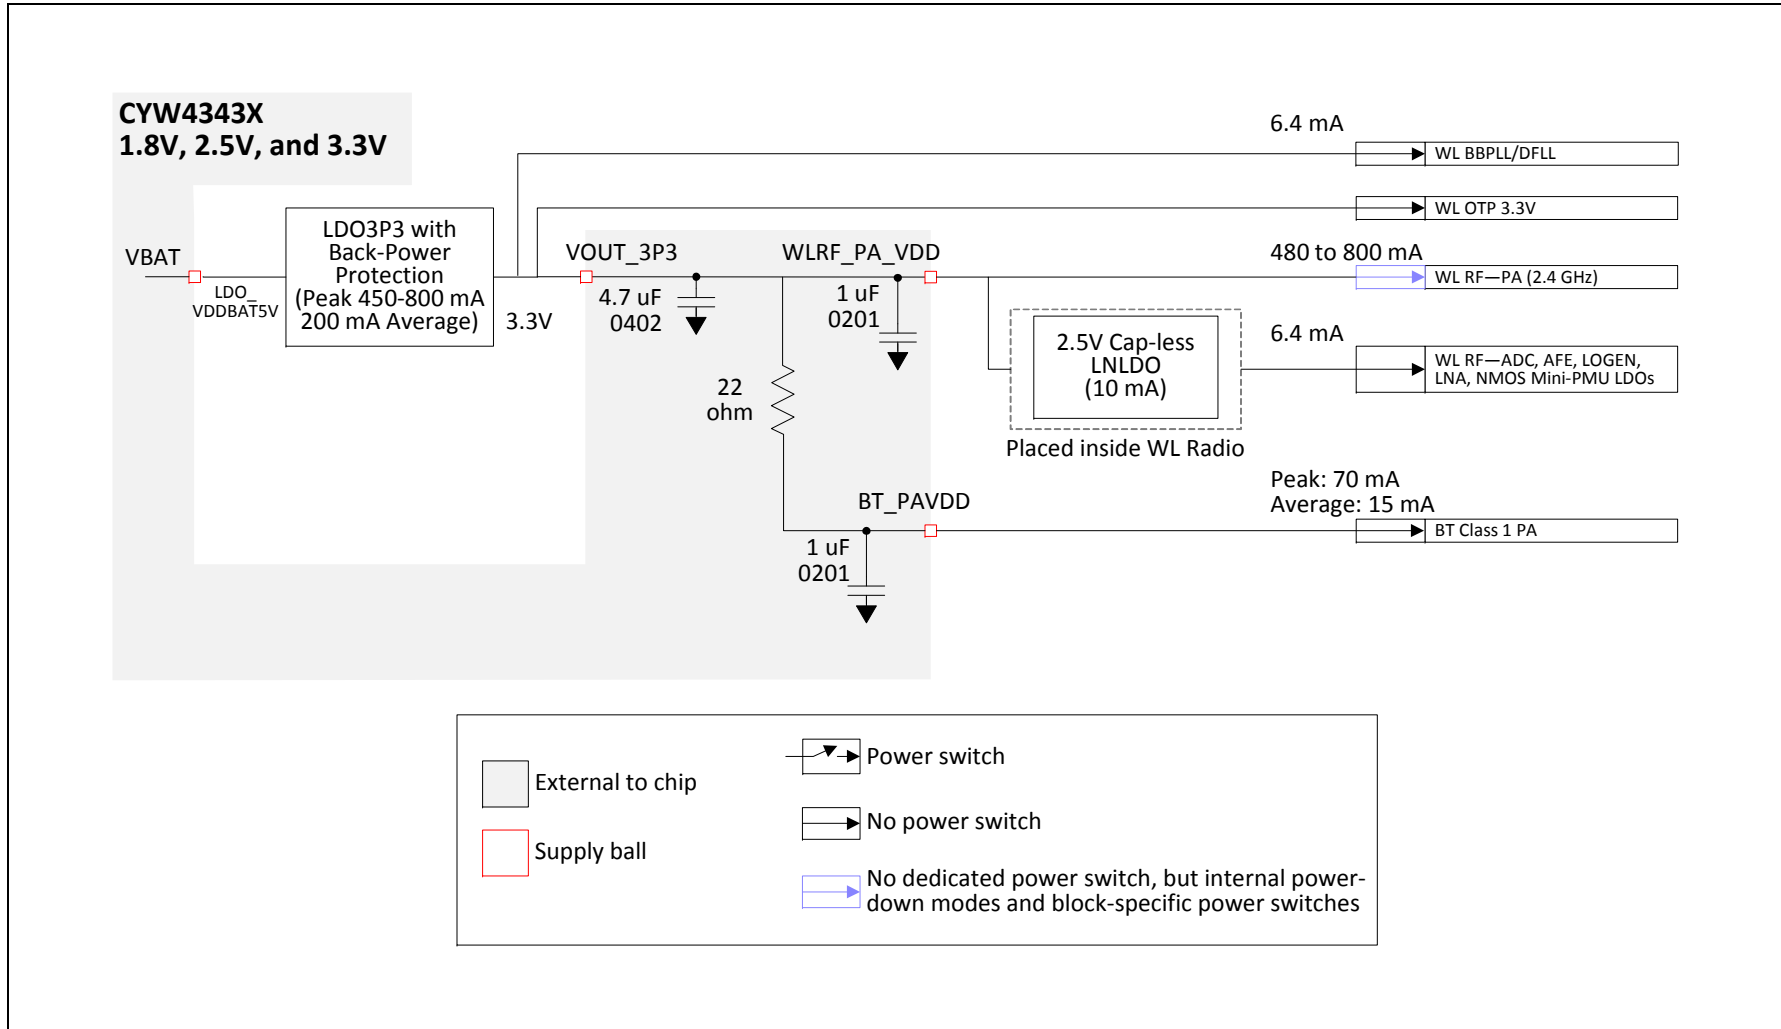 CYW4343X
1.8V, 2.5V, and 3.3V
6.4 mA
WL BBPLL/DFLL
WL OTP 3.3V
LDO3P3 with
Back-Power
Protection
(Peak 450-800 mA
200 mA Average)
VBAT
LDO_
VDDBAT5V
3.3V
VOUT_3P3
4.7 uF
0402
WLRF_PA_VDD
1 uF
0201
480 to 800 mA
WL RF—PA (2.4 GHz)
22
ohm
2.5V Cap-less
LNLDO
(10 mA)
Placed inside WL Radio
6.4 mA
WL RF—ADC, AFE, LOGEN,
LNA, NMOS Mini-PMU LDOs
BT_PAVDD
1 uF
0201
Peak: 70 mA
Average: 15 mA
BT Class 1 PA
External to chip
Supply ball
Power switch
No power switch
No dedicated power switch, but internal power-
down modes and block-specific power switches